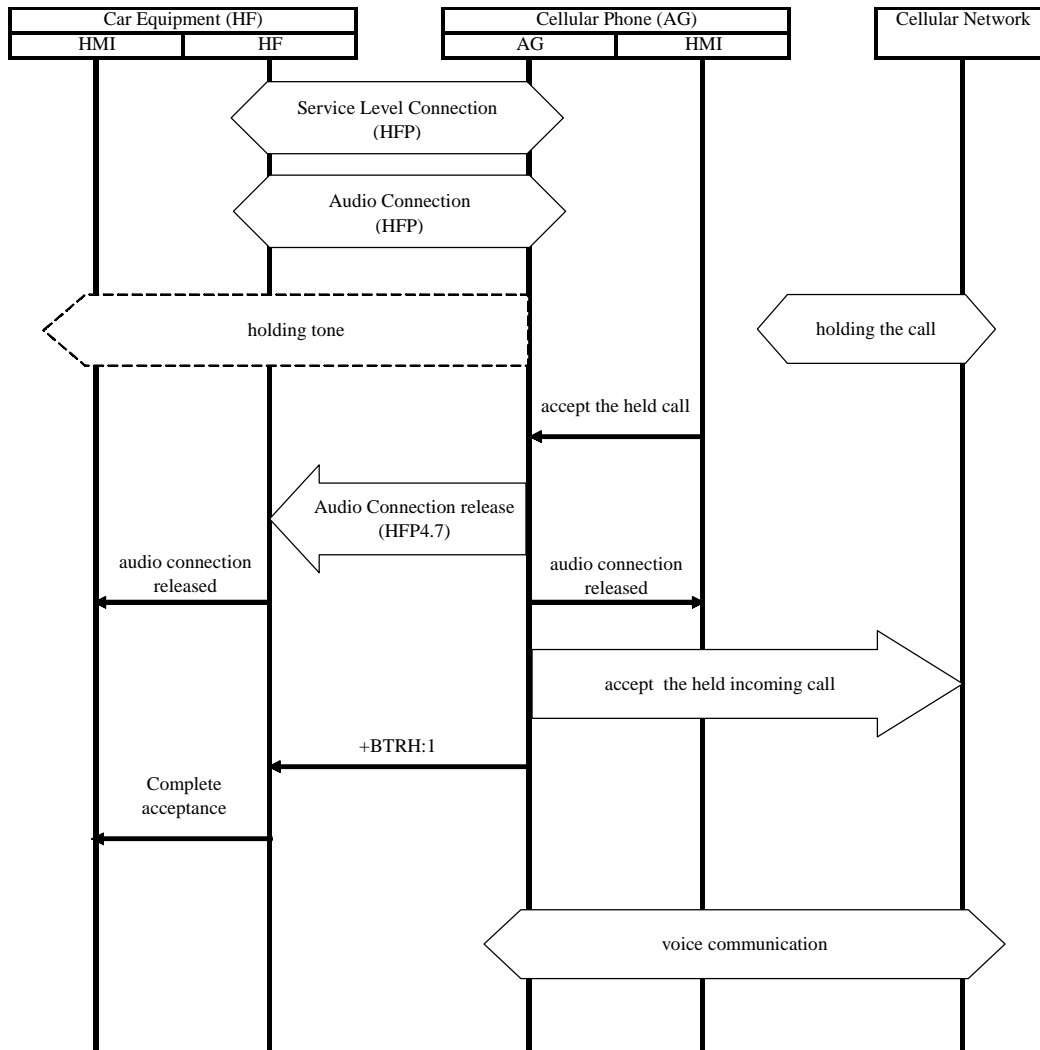 Car Equipment (HF)
Cellular Phone (AG)
Cellular Network
HMI
HF
AG
HMI
Service Level Connection
(HFP)
Audio Connection
(HFP)
holding tone
holding the call
accept the held call
Audio Connection release
(HFP4.7)
audio connection
released
audio connection
released
accept the held incoming call
+BTRH:1
Complete
acceptance
voice communication